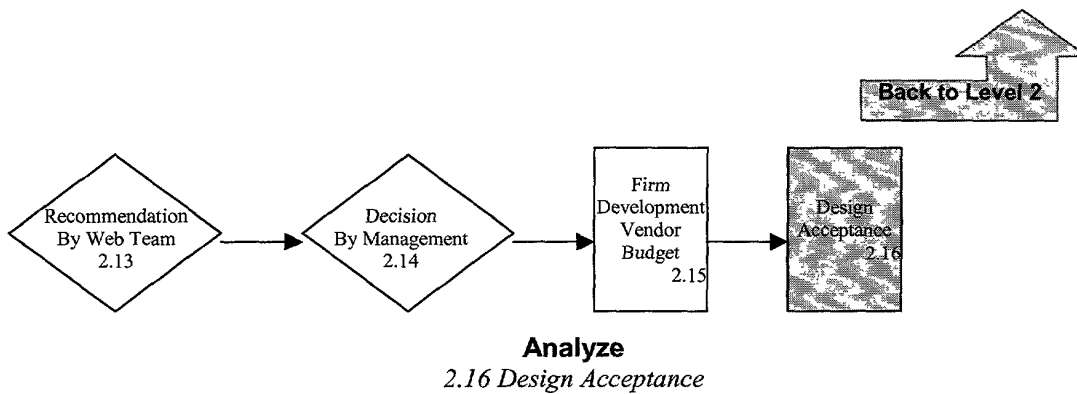 Back to Level 2
Recommendation
By Web Team
2.13
Decision
By Management
2.14
Firm
Development
Vendor
Budget
2.15
Design
Acceptance
2.16
Analyze
2.16 Design Acceptance